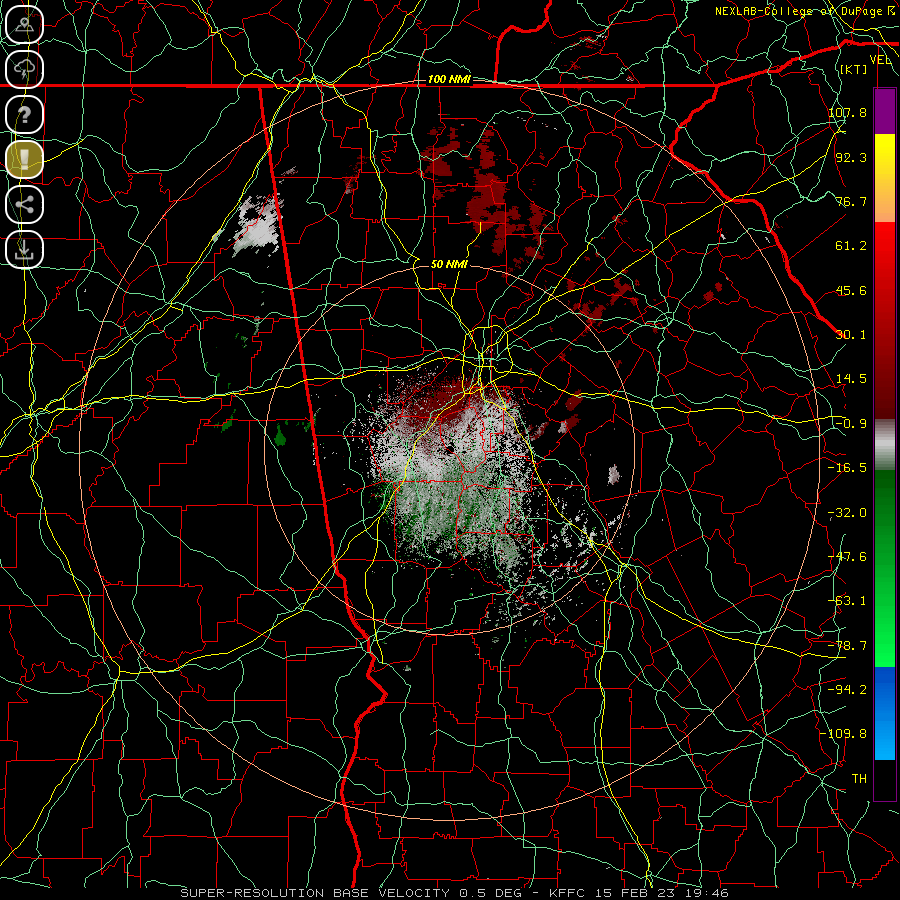 NEXLAB-College of DuPage
VEL
[KT]
100 NMI
107.8
?
92.3
76.7
61.2
50 NMI
45.6
30.1
14.5
-0.9
-16.5
-32.0
-47.6
-63.1
-78.7
-94.2
-109.8
TH
SUPER-RESOLUTION BASE VELOCITY 0.5 DEG - KFFC 15 FEB 23 19:46